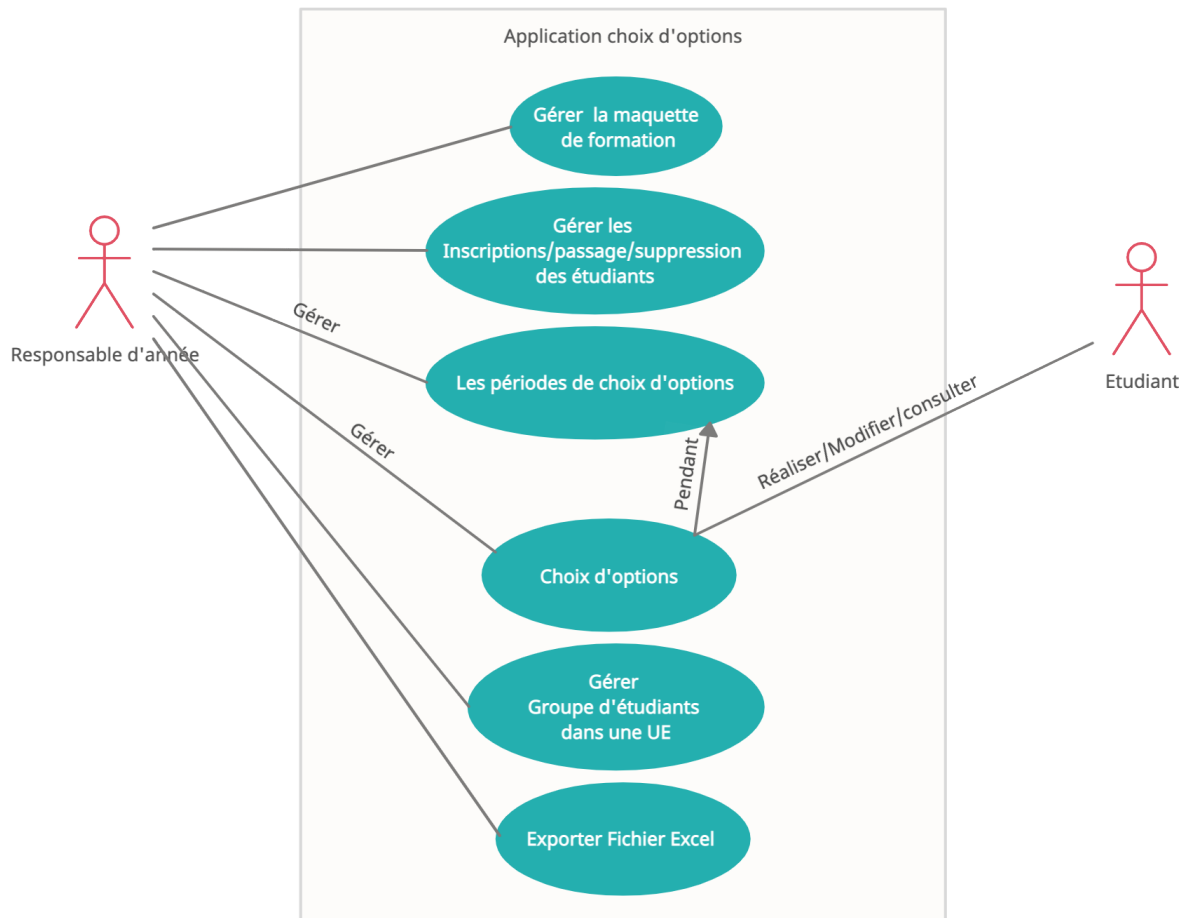 Application choix d'options
Gérer la maquette
de formation
Gérer les
Inscriptions/passage/suppression
des étudiants
Gérer
Les périodes de choix d'options
Responsable d'année
Etudiant
Gérer
Pendant
Réaliser/Modifier/consulter
Choix d'options
Gérer
Groupe d'étudiants
dans une UE
Exporter Fichier Excel